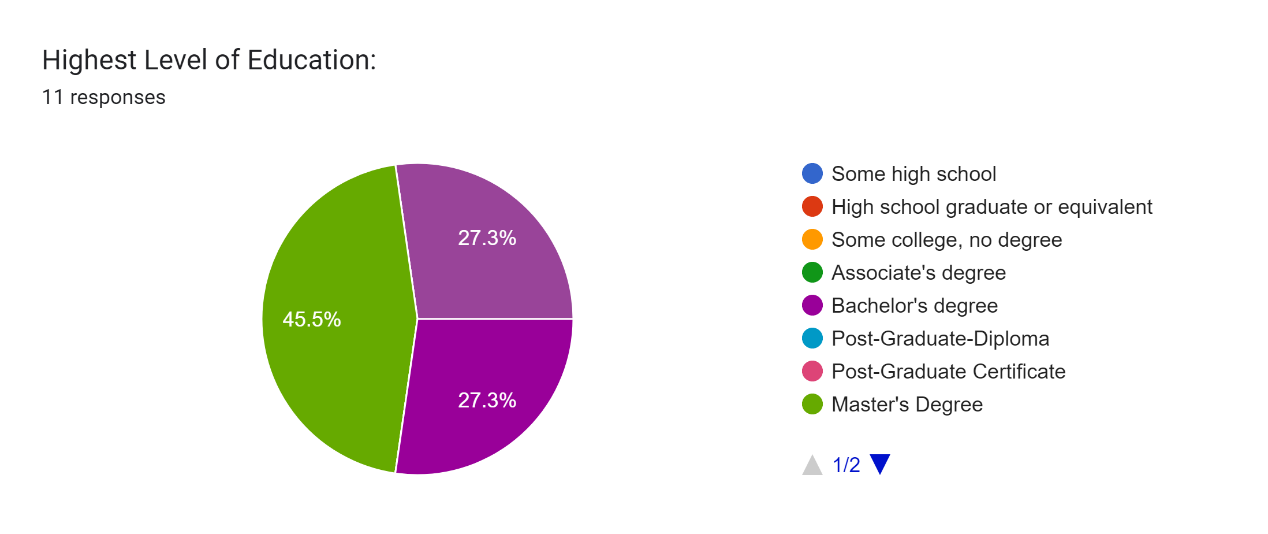 Highest Level of Education:
11 responses
27.3%
45.5%
27.3%
Some high school
High school graduate or equivalent
Some college, no degree
Associate's degree
Bachelor's degree
Post-Graduate-Diploma
Post-Graduate Certificate
Master's Degree
1/2